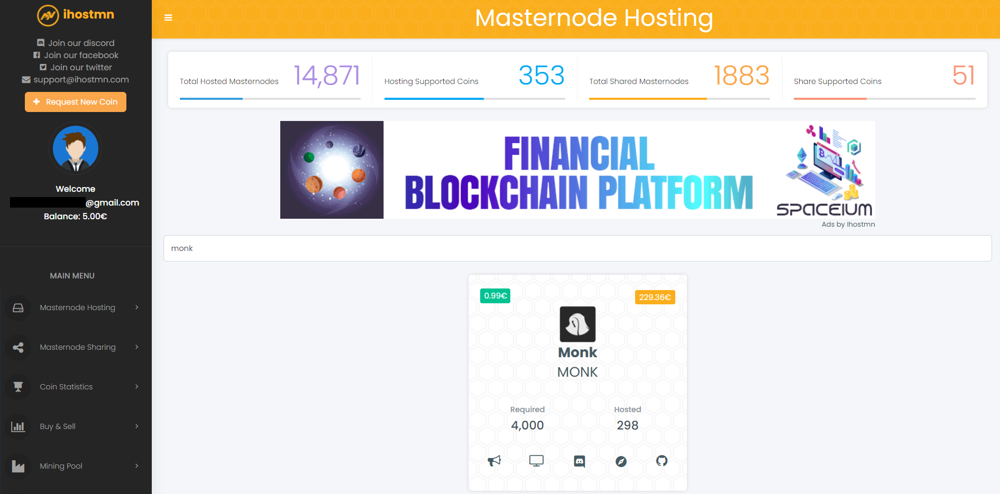 ihostmn
Join our discord
Join our facebook
Join our twitter
support@ihostmn.com
Request New Coin
Welcome
@gmail.com
Balance: 5.00€
MAIN MENU
Masternode Hosting
Masternode Sharing
Coin Statistics
Buy & Sell
Mining Pool
Masternode Hosting
Total Hosted Masternodes 14,871
Hosting Supported Coins 353
Total Shared Masternodes 1883
Share Supported Coins 51
FINANCIAL
BLOCKCHAIN PLATFORM
SPACEIUM
Ads by Ihostmn
monk
0.99€ 229.36€
Monk
MONK
Required Hosted
4,000 298